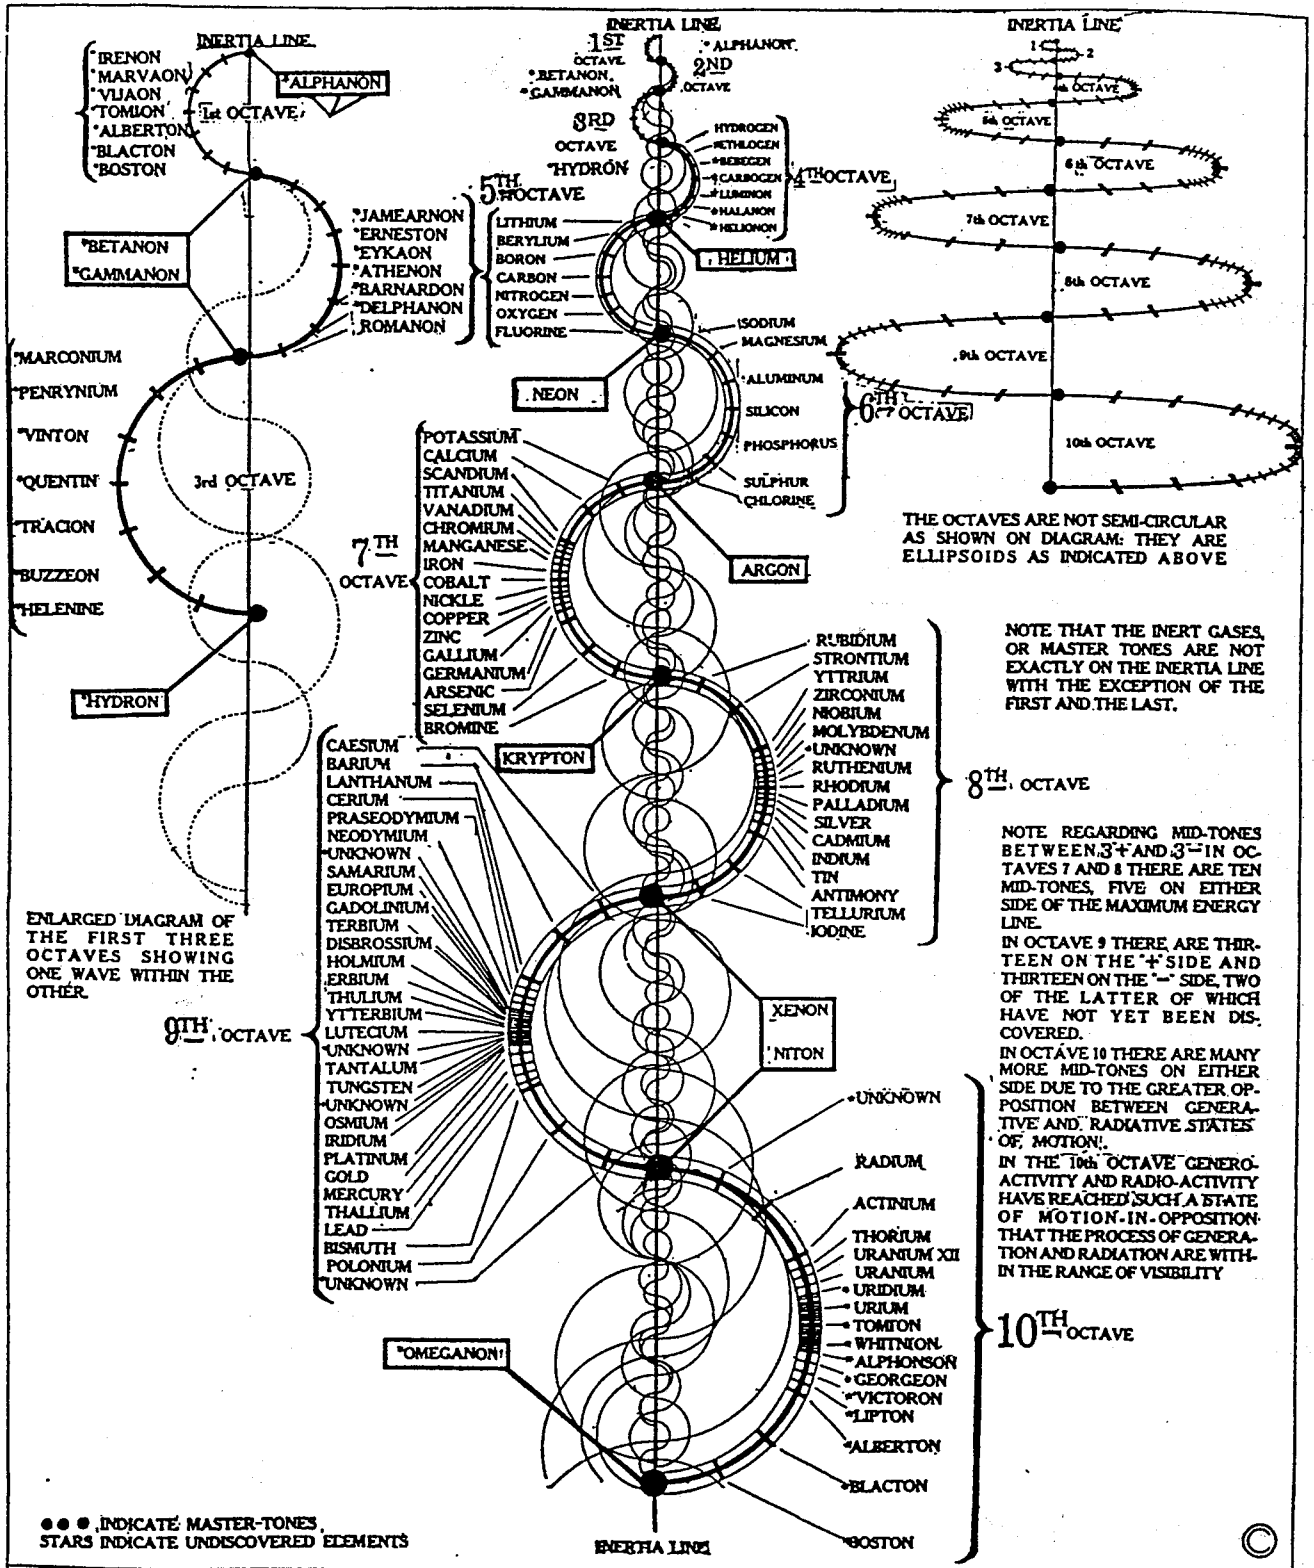 INERTIA LINE
*IRENON
*MARVAON
*VIJAON
*TOMION
*ALBERTON
*BLACTON
*BOSTON
*ALPHANON
1st OCTAVE
*BETANON
*GAMMANON
*JAMEARNON
*ERNESTON
*EYKAON
*ATHENON
*BARNARDON
*DELPHANON
ROMANON
*MARCONIUM
*PENRYNIUM
*VINTON
*QUENTIN
*TRACION
*BUZZEON
*HELENINE
3rd OCTAVE
*HYDRON
ENLARGED DIAGRAM OF
THE FIRST THREE
OCTAVES SHOWING
ONE WAVE WITHIN THE
OTHER.
INERTIA LINE
1ST
OCTAVE
*ALPHANON
2ND
OCTAVE
*BETANON
*GAMMANON
3RD
OCTAVE
*HYDRON
HYDROGEN
*ETHLOGEN
*BEBEGEN
*CARBOGEN
*LUMINON
*HALANON
*HELIONON
4TH OCTAVE
HELIUM
5TH OCTAVE
LITHIUM
BERYLIUM
BORON
CARBON
NITROGEN
OXYGEN
FLUORINE
NEON
SODIUM
MAGNESIUM
ALUMINUM
SILICON
PHOSPHORUS
SULPHUR
CHLORINE
6TH OCTAVE
ARGON
7TH
OCTAVE
POTASSIUM
CALCIUM
SCANDIUM
TITANIUM
VANADIUM
CHROMIUM
MANGANESE
IRON
COBALT
NICKLE
COPPER
ZINC
GALLIUM
GERMANIUM
ARSENIC
SELENIUM
BROMINE
KRYPTON
RUBIDIUM
STRONTIUM
YTTRIUM
ZIRCONIUM
NIOBIUM
MOLYBDENUM
*UNKNOWN
RUTHENIUM
RHODIUM
PALLADIUM
SILVER
CADMIUM
INDIUM
TIN
ANTIMONY
TELLURIUM
IODINE
8TH OCTAVE
XENON
NITON
9TH OCTAVE
CAESIUM
BARIUM
LANTHANUM
CERIUM
PRASEODYMIUM
NEODYMIUM
*UNKNOWN
SAMARIUM
EUROPIUM
GADOLINIUM
TERBIUM
DISBROSSIUM
HOLMIUM
ERBIUM
THULIUM
YTTERBIUM
LUTECIUM
*UNKNOWN
TANTALUM
TUNGSTEN
*UNKNOWN
OSMIUM
IRIDIUM
PLATINUM
GOLD
MERCURY
THALLIUM
LEAD
BISMUTH
POLONIUM
*UNKNOWN
*UNKNOWN
RADIUM
ACTINIUM
THORIUM
URANIUM XII
URANIUM
*URIDIUM
*URIUM
*TOMION
*WHITNION
*ALPHONSON
*GEORGEON
*VICTORON
*LIPTON
*ALBERTON
*BLACTON
*BOSTON
10TH OCTAVE
*OMEGANON
INERTIA LINE
INERTIA LINE
1
2
3
5th OCTAVE
6th OCTAVE
7th OCTAVE
8th OCTAVE
9th OCTAVE
10th OCTAVE
THE OCTAVES ARE NOT SEMI-CIRCULAR
AS SHOWN ON DIAGRAM: THEY ARE
ELLIPSOIDS AS INDICATED ABOVE
NOTE THAT THE INERT GASES,
OR MASTER TONES ARE NOT
EXACTLY ON THE INERTIA LINE
WITH THE EXCEPTION OF THE
FIRST AND THE LAST.
NOTE REGARDING MID-TONES
BETWEEN 3+ AND 3- IN OC-
TAVES 7 AND 8 THERE ARE TEN
MID-TONES, FIVE ON EITHER
SIDE OF THE MAXIMUM ENERGY
LINE.
IN OCTAVE 9 THERE ARE THIR-
TEEN ON THE "+" SIDE AND
THIRTEEN ON THE "-" SIDE, TWO
OF THE LATTER OF WHICH
HAVE NOT YET BEEN DIS-
COVERED.
IN OCTAVE 10 THERE ARE MANY
MORE MID-TONES ON EITHER
SIDE DUE TO THE GREATER OP-
POSITION BETWEEN GENERA-
TIVE AND RADIATIVE STATES
OF MOTION.
IN THE 10th OCTAVE GENERO-
ACTIVITY AND RADIO-ACTIVITY
HAVE REACHED SUCH A STATE
OF MOTION-IN-OPPOSITION
THAT THE PROCESS OF GENERA-
TION AND RADIATION ARE WITH-
IN THE RANGE OF VISIBILITY
●●● INDICATE MASTER-TONES
STARS INDICATE UNDISCOVERED ELEMENTS
©